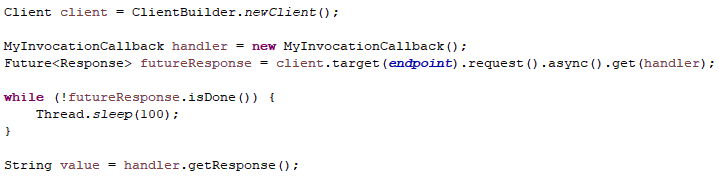 Client client = ClientBuilder.newClient();
MyInvocationCallback handler = new MyInvocationCallback();
Future<Response> futureResponse = client.target(endpoint).request().async().get(handler);
while (!futureResponse.isDone()) {
    Thread.sleep(100);
}
String value = handler.getResponse();